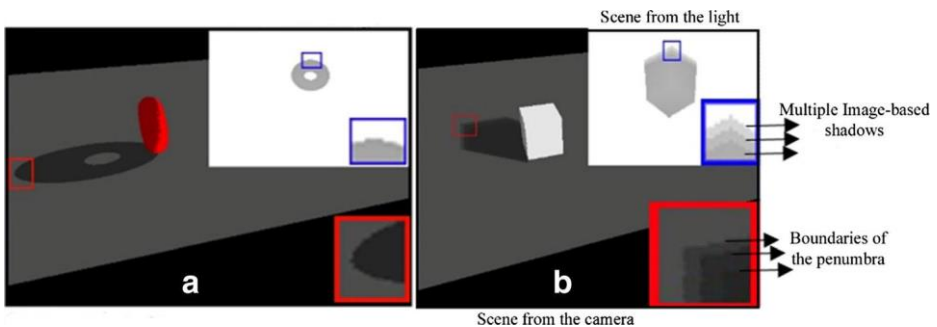 Scene from the light
Multiple Image-based
shadows
Boundaries of
the penumbra
a
b
Scene from the camera